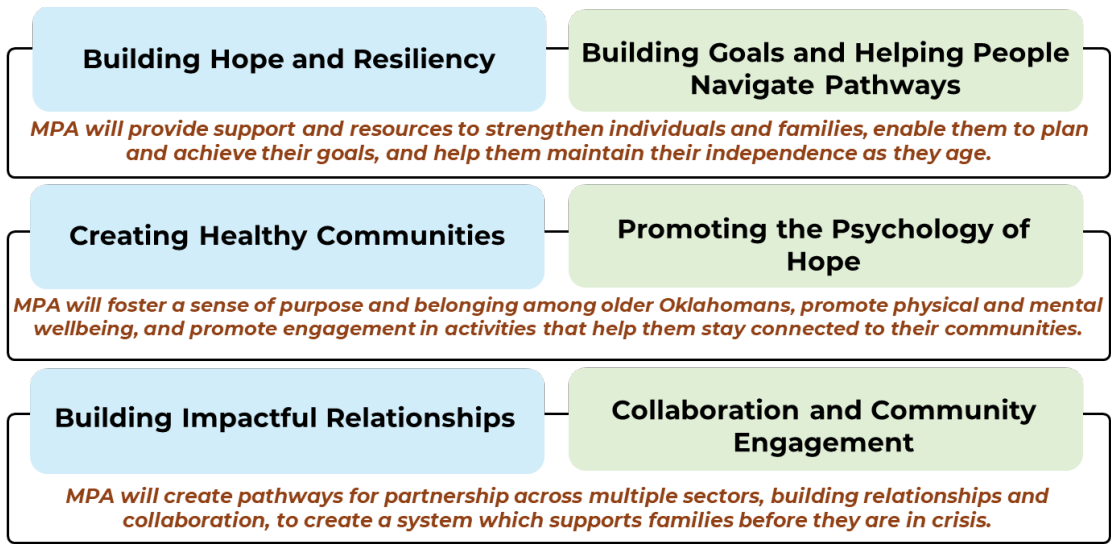 Building Hope and Resiliency
Building Goals and Helping People
Navigate Pathways
MPA will provide support and resources to strengthen individuals and families, enable them to plan
and achieve their goals, and help them maintain their independence as they age.
Creating Healthy Communities
Promoting the Psychology of
Hope
MPA will foster a sense of purpose and belonging among older Oklahomans, promote physical and mental
wellbeing, and promote engagement in activities that help them stay connected to their communities.
Building Impactful Relationships
Collaboration and Community
Engagement
MPA will create pathways for partnership across multiple sectors, building relationships and
collaboration, to create a system which supports families before they are in crisis.